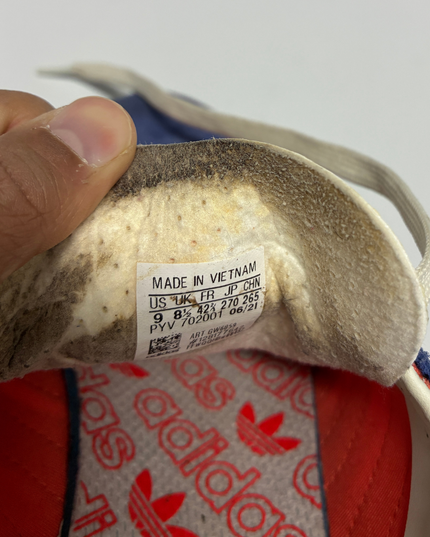 MADE IN VIETNAM
US UK FR JP CHN
9 8½ 42⅔ 270 265
PYV 702001 06/21
adidas
adidas
adidas